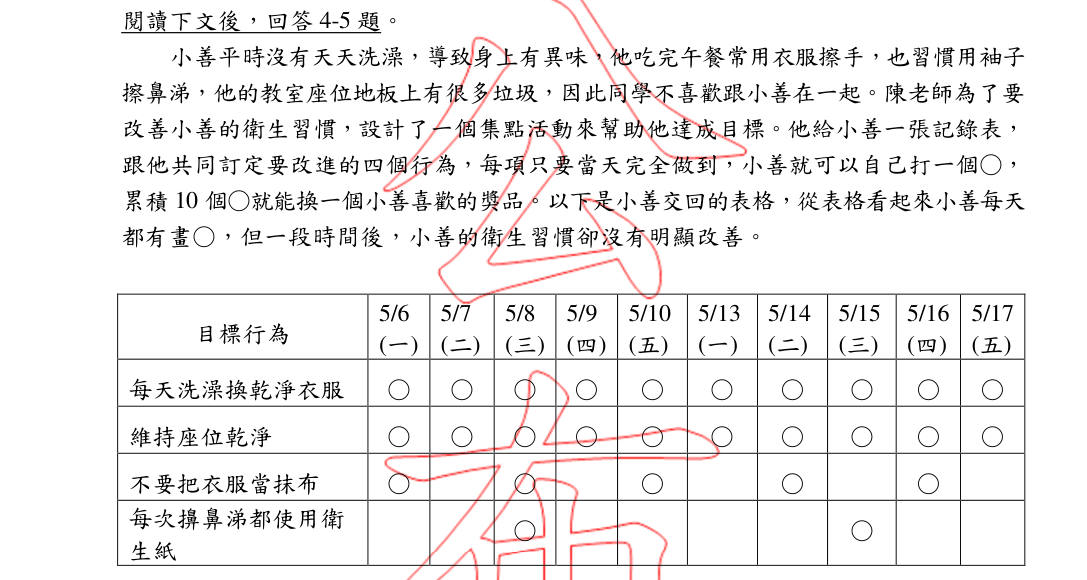 閱讀下文後，回答 4-5 題。
小善平時沒有天天洗澡，導致身上有異味，他吃完午餐常用衣服擦手，也習慣用袖子
擦鼻涕，他的教室座位地板上有很多垃圾，因此同學不喜歡跟小善在一起。陳老師為了要
改善小善的衛生習慣，設計了一個集點活動來幫助他達成目標。他給小善一張記錄表，
跟他共同訂定要改進的四個行為，每項只要當天完全做到，小善就可以自己打一個○，
累積 10 個○就能換一個小善喜歡的獎品。以下是小善交回的表格，從表格看起來小善每天
都有畫○，但一段時間後，小善的衛生習慣卻沒有明顯改善。
目標行為 5/6 (一) 5/7 (二) 5/8 (三) 5/9 (四) 5/10 (五) 5/13 (一) 5/14 (二) 5/15 (三) 5/16 (四) 5/17 (五)
每天洗澡換乾淨衣服 ○ ○ ○ ○ ○ ○ ○ ○ ○ ○
維持座位乾淨 ○ ○ ○ ○ ○ ○ ○ ○ ○ ○
不要把衣服當抹布 ○ ○ ○ ○ ○
每次擤鼻涕都使用衛
生紙 ○ ○
公
布